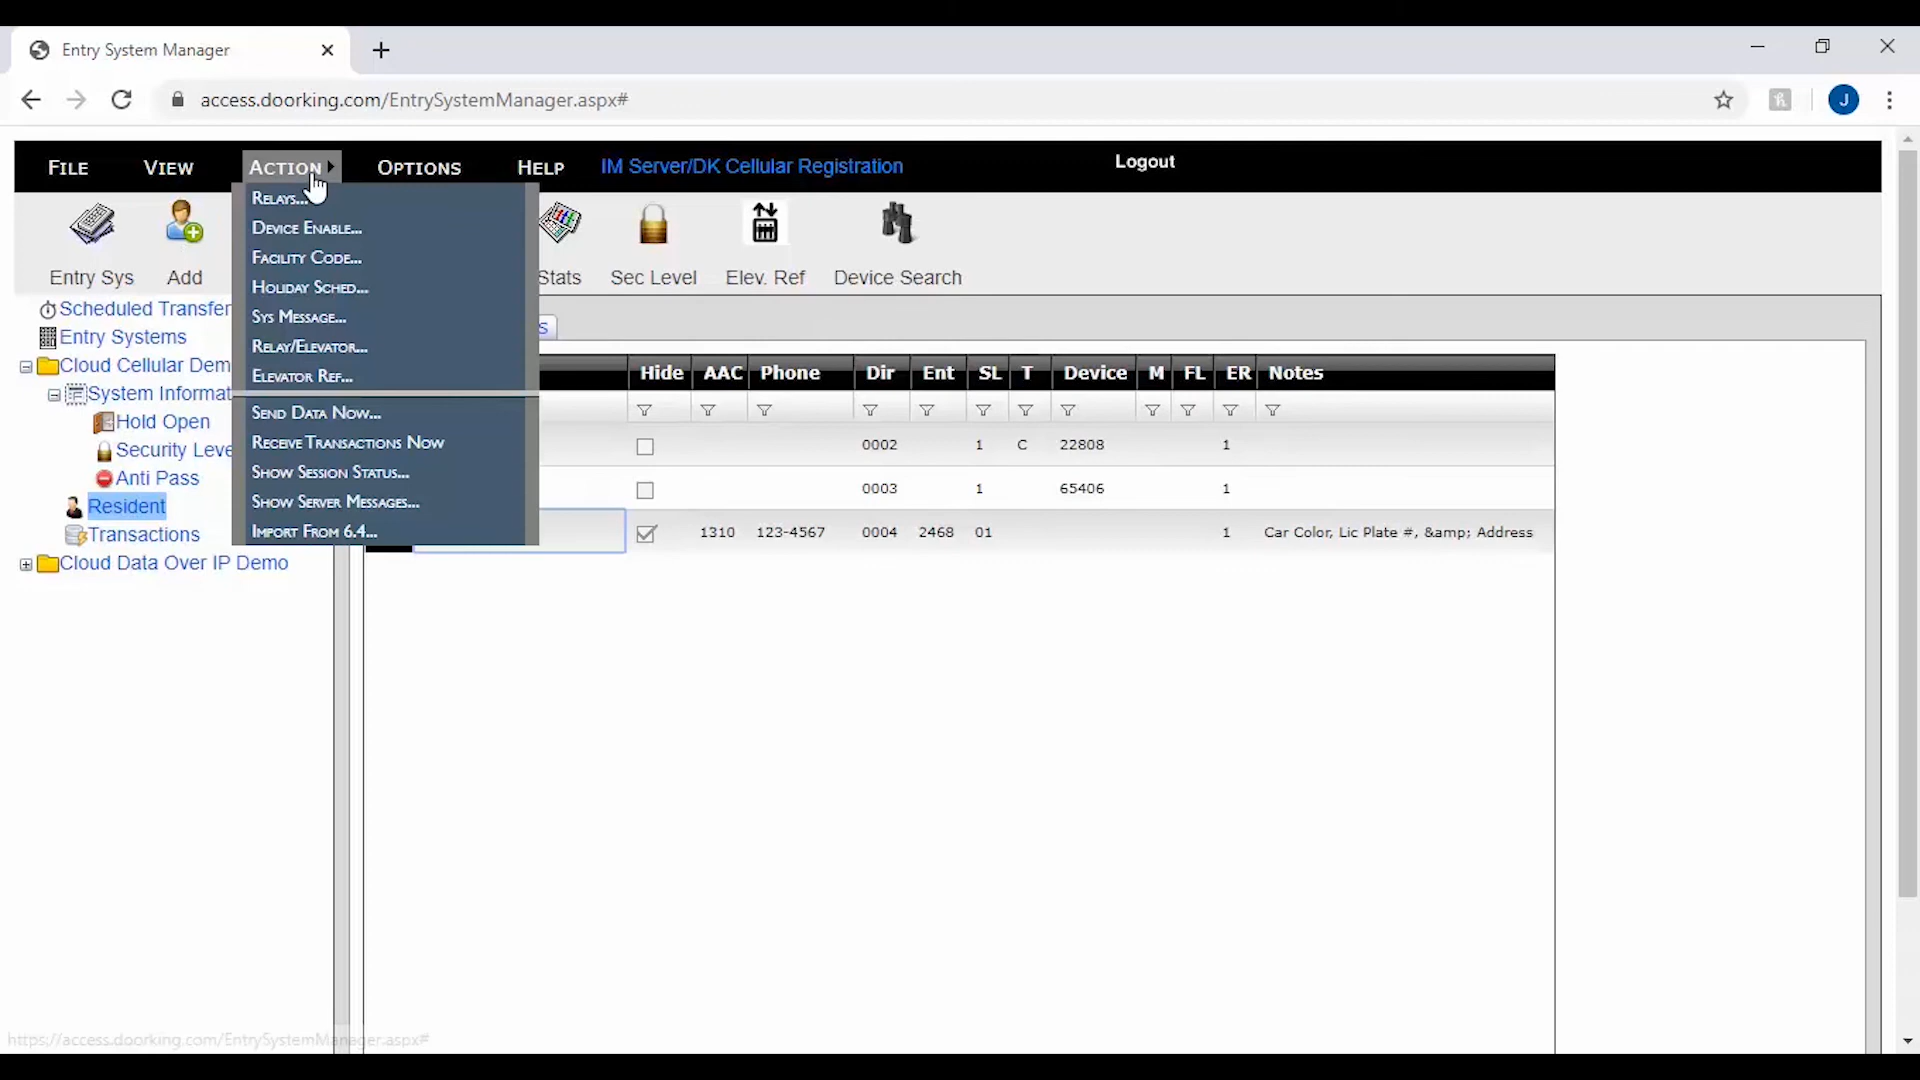 Entry System Manager
access.doorking.com/EntrySystemManager.aspx#
J
FILE VIEW ACTION OPTIONS HELP IM Server/DK Cellular Registration Logout
Entry Sys Add Stats Sec Level Elev. Ref Device Search
RELAYS...
DEVICE ENABLE...
FACILITY CODE...
HOLIDAY SCHED...
SYS MESSAGE...
RELAY/ELEVATOR...
ELEVATOR REF...
SEND DATA NOW...
RECEIVE TRANSACTIONS NOW
SHOW SESSION STATUS...
SHOW SERVER MESSAGES...
IMPORT FROM 6.4...
Scheduled Transfer
Entry Systems
Cloud Cellular Dem
System Informat
Hold Open
Security Leve
Anti Pass
Resident
Transactions
Cloud Data Over IP Demo
s
Hide AAC Phone Dir Ent SL T Device M FL ER Notes
0002 1 C 22808 1
0003 1 65406 1
1310 123-4567 0004 2468 01 1 Car Color, Lic Plate #, &amp; Address
https://access.doorking.com/EntrySystemManager.aspx#